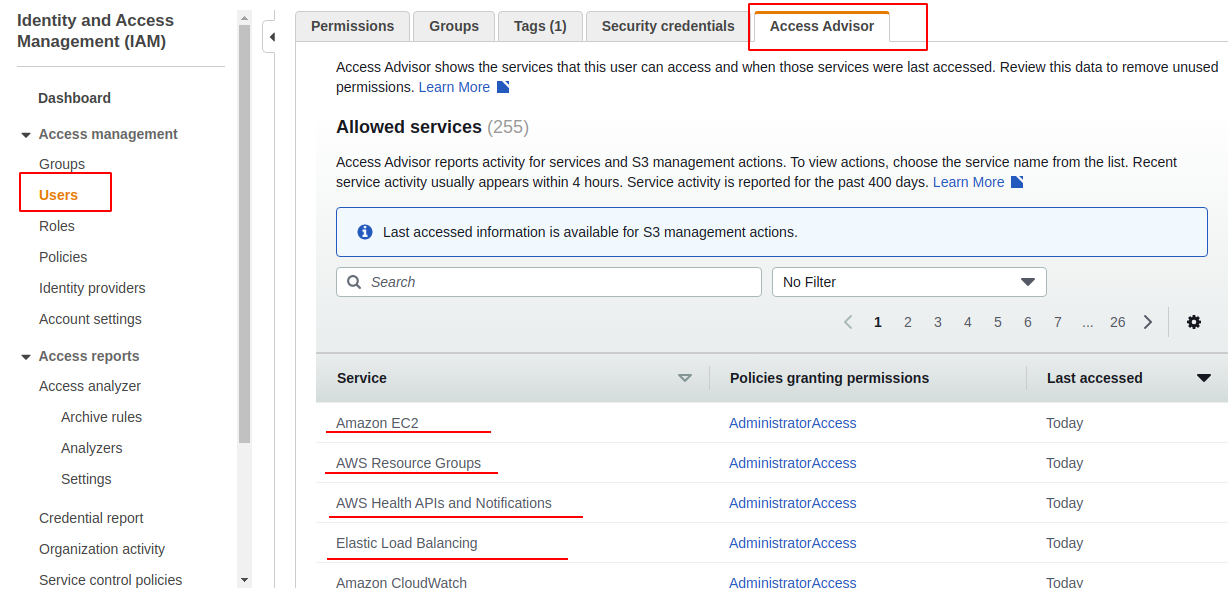 Identity and Access
Management (IAM)
Dashboard
Access management
Groups
Users
Roles
Policies
Identity providers
Account settings
Access reports
Access analyzer
Archive rules
Analyzers
Settings
Credential report
Organization activity
Service control policies
Permissions Groups Tags (1) Security credentials Access Advisor
Access Advisor shows the services that this user can access and when those services were last accessed. Review this data to remove unused
permissions. Learn More
Allowed services (255)
Access Advisor reports activity for services and S3 management actions. To view actions, choose the service name from the list. Recent
service activity usually appears within 4 hours. Service activity is reported for the past 400 days. Learn More
Last accessed information is available for S3 management actions.
Search No Filter
1 2 3 4 5 6 7 ... 26
Service Policies granting permissions Last accessed
Amazon EC2 AdministratorAccess Today
AWS Resource Groups AdministratorAccess Today
AWS Health APIs and Notifications AdministratorAccess Today
Elastic Load Balancing AdministratorAccess Today
Amazon CloudWatch AdministratorAccess Today